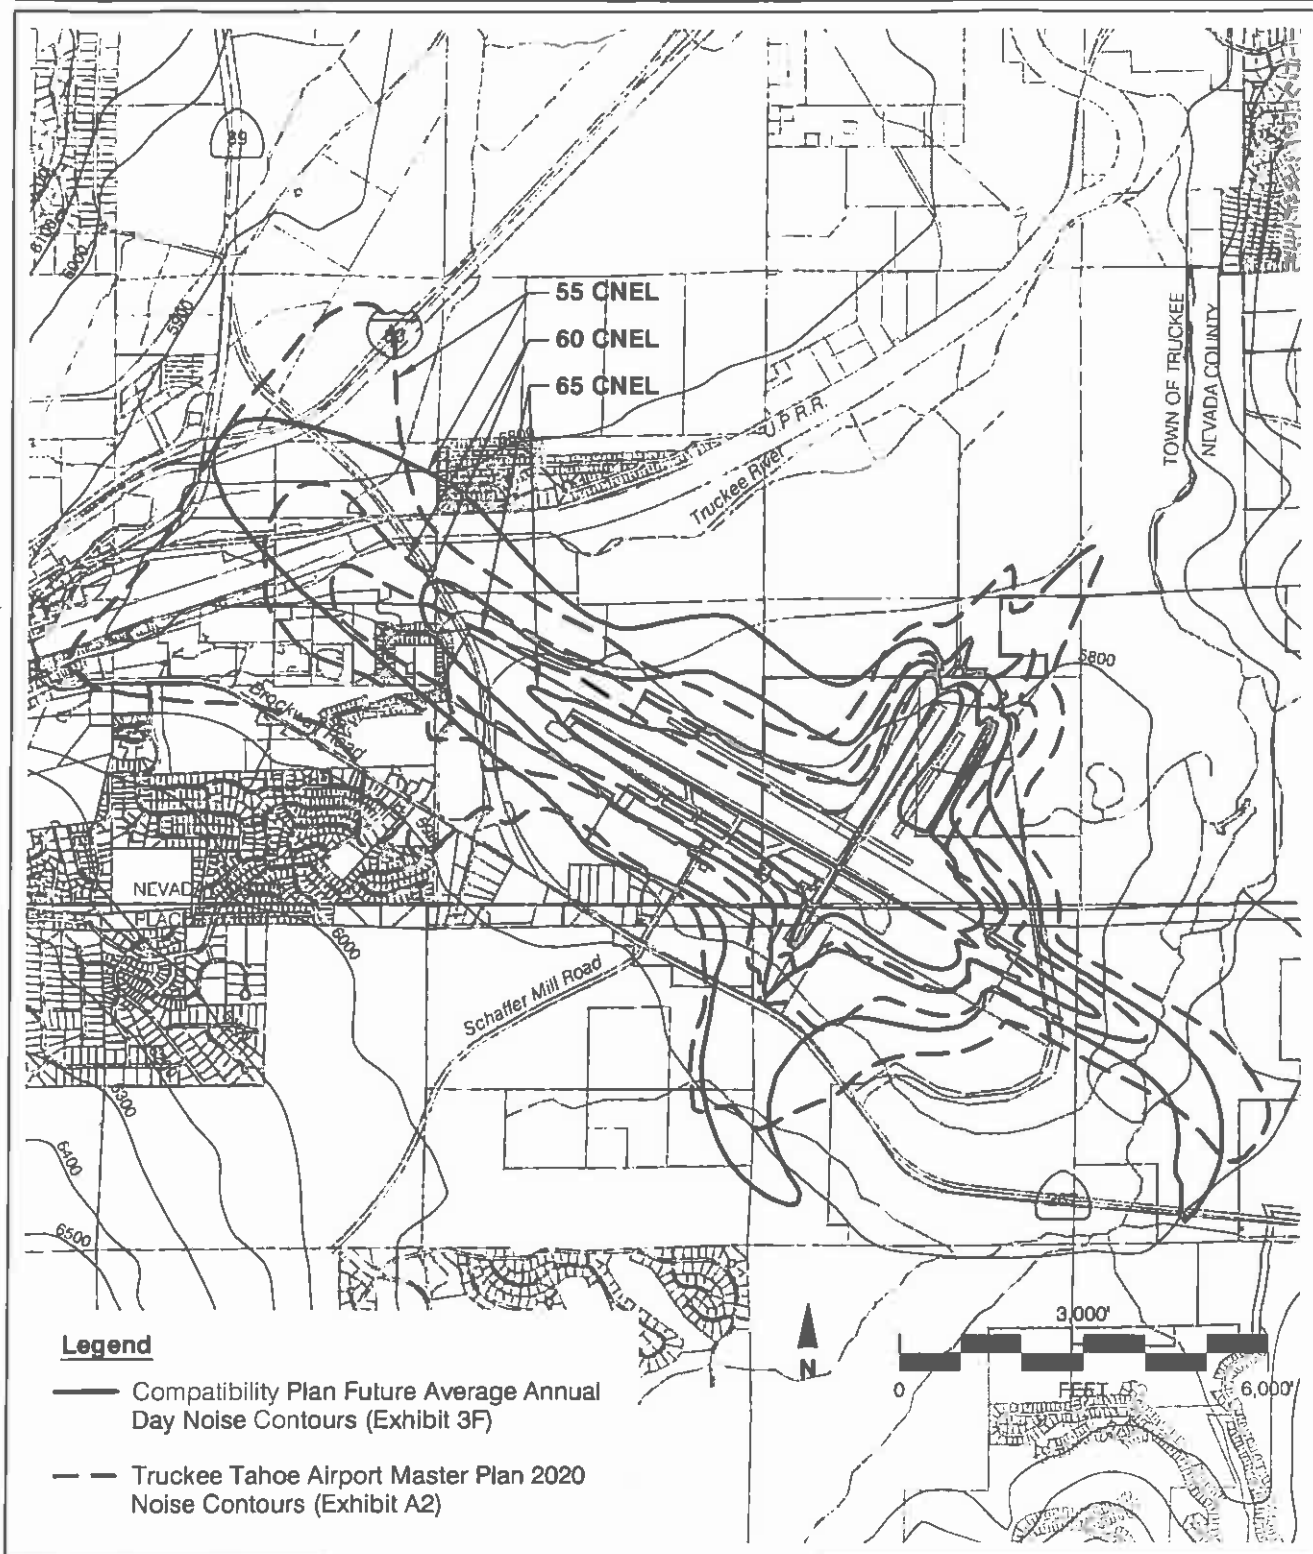 89
6100
6000
5900
55 CNEL
80
60 CNEL
65 CNEL
TOWN OF TRUCKEE
NEVADA COUNTY
U.P.R.R.
Truckee River
5800
Brockway Road
NEVADA
PLACER
6000
Schaffer Mill Road
6300
6400
6500
267
Legend
Compatibility Plan Future Average Annual
Day Noise Contours (Exhibit 3F)
Truckee Tahoe Airport Master Plan 2020
Noise Contours (Exhibit A2)
N
3,000'
0
FEET
6,000'